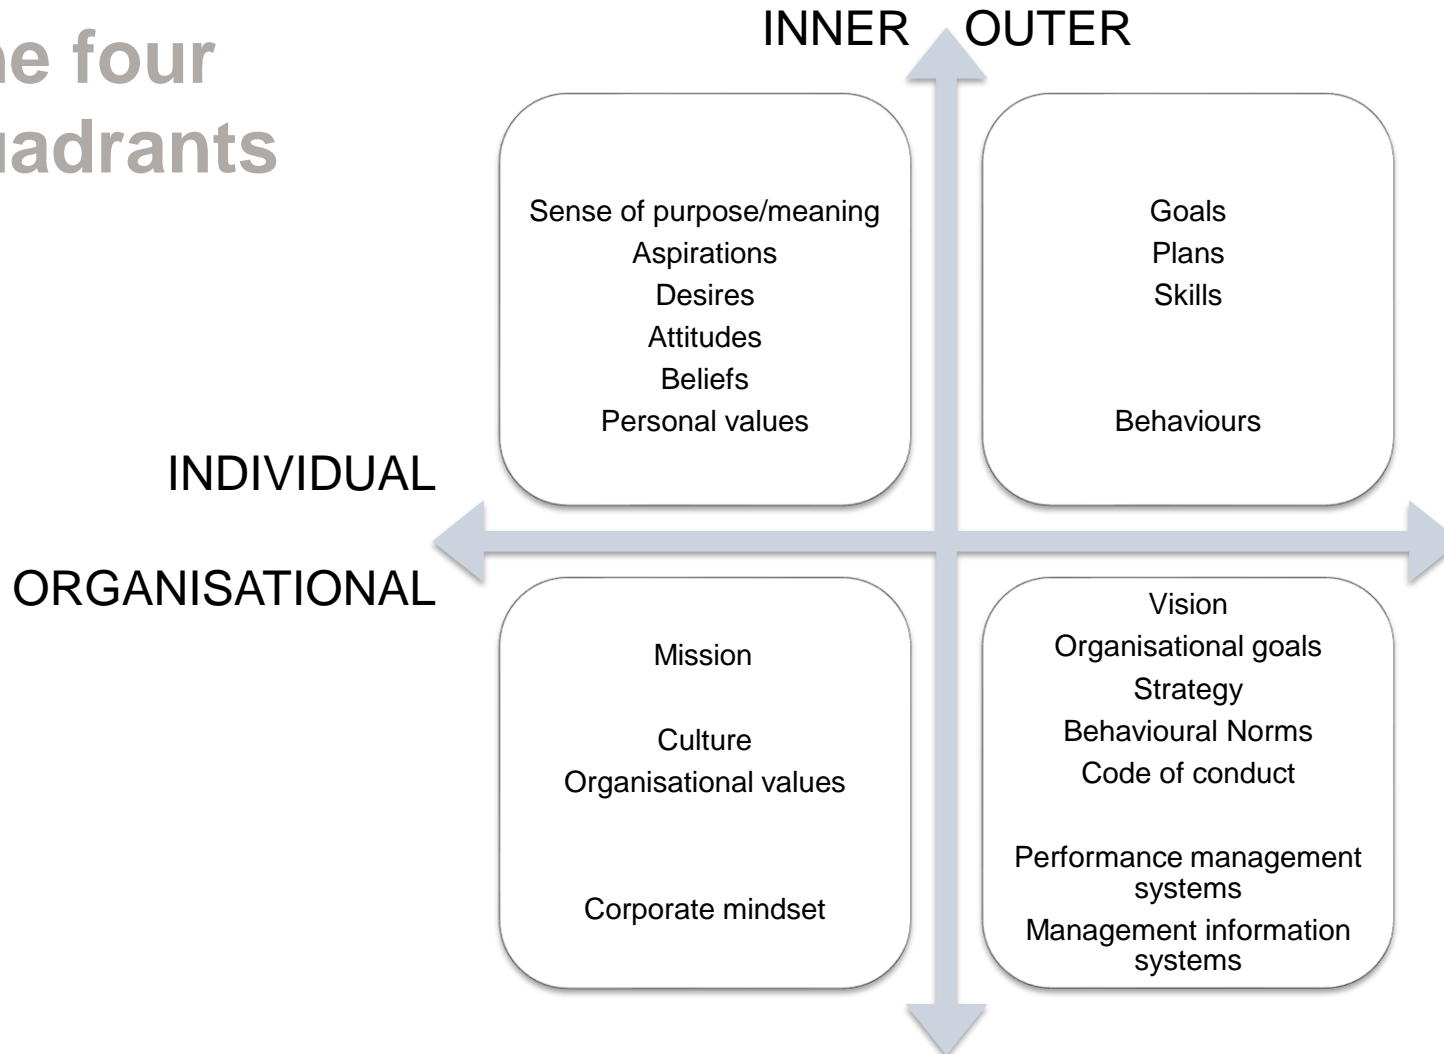 ne four
uadrants
INNER OUTER
Sense of purpose/meaning
Aspirations
Desires
Attitudes
Beliefs
Personal values
Goals
Plans
Skills
Behaviours
INDIVIDUAL
ORGANISATIONAL
Mission
Culture
Organisational values
Corporate mindset
Vision
Organisational goals
Strategy
Behavioural Norms
Code of conduct
Performance management
systems
Management information
systems